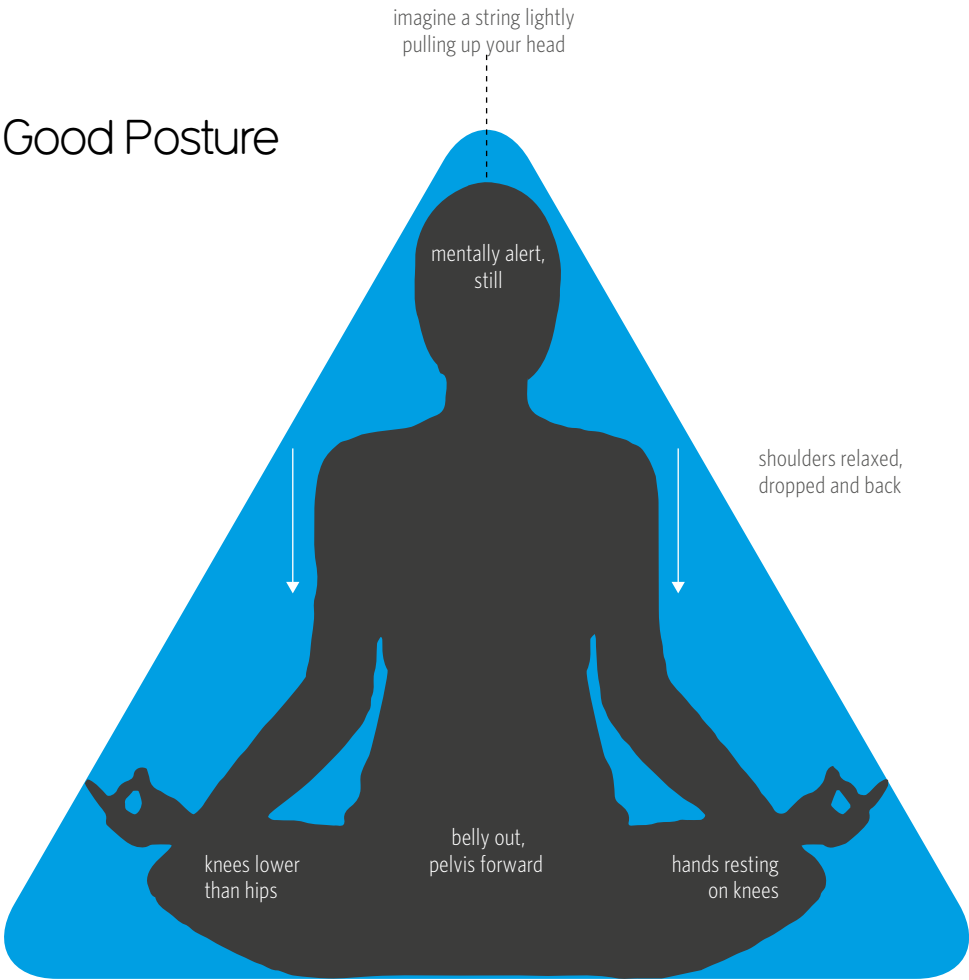 imagine a string lightly
pulling up your head
Good Posture
mentally alert,
still
shoulders relaxed,
dropped and back
belly out,
pelvis forward
knees lower
than hips
hands resting
on knees